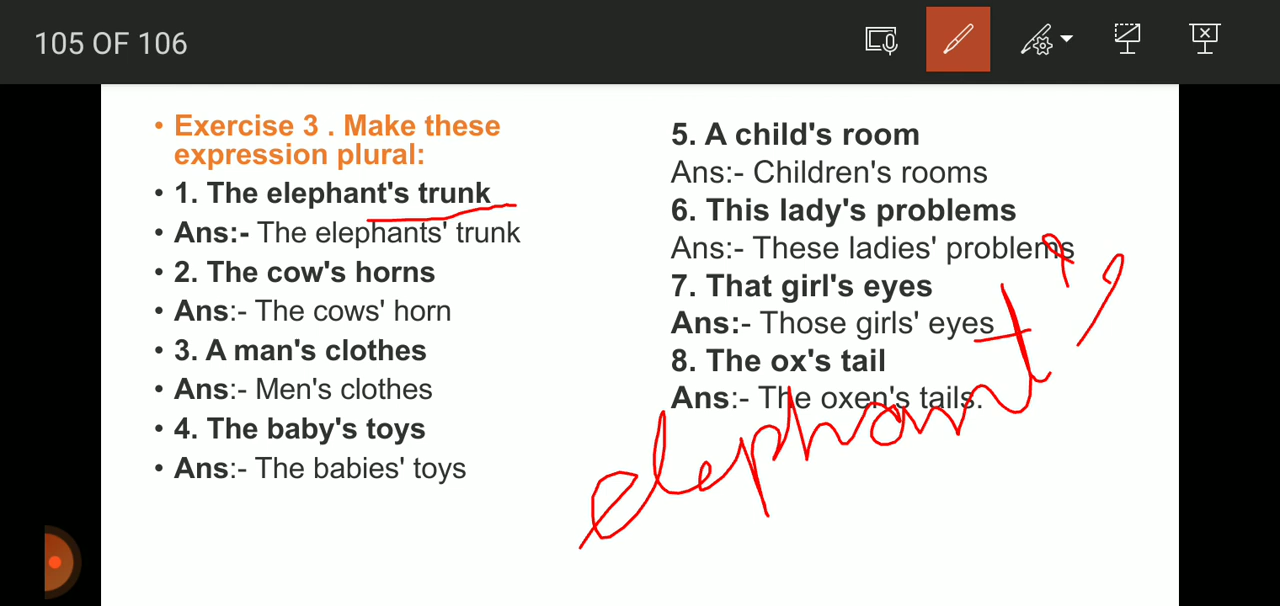 105 OF 106
• Exercise 3 . Make these
expression plural:
• 1. The elephant's trunk
• Ans:- The elephants' trunk
• 2. The cow's horns
• Ans:- The cows' horn
• 3. A man's clothes
• Ans:- Men's clothes
• 4. The baby's toys
• Ans:- The babies' toys
5. A child's room
Ans:- Children's rooms
6. This lady's problems
Ans:- These ladies' problems
7. That girl's eyes
Ans:- Those girls' eyes
8. The ox's tail
Ans:- The oxen's tails.
elephant's